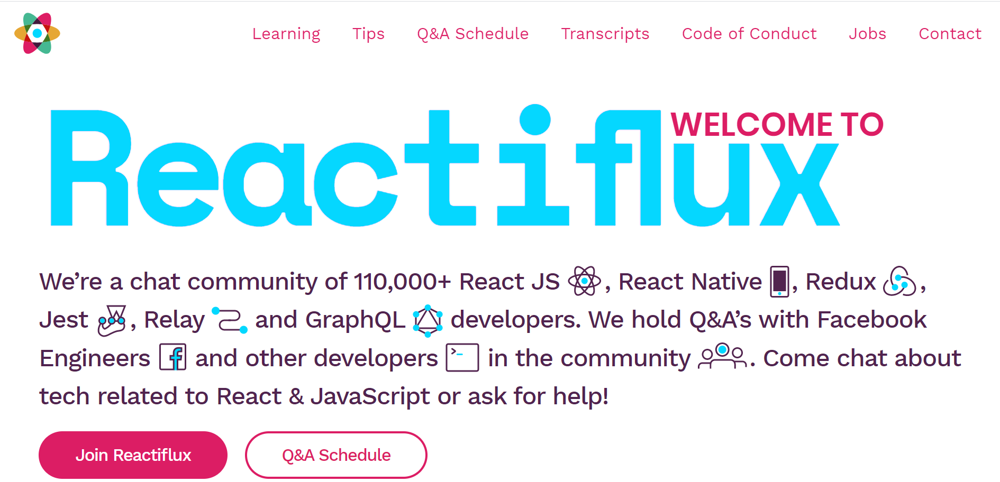 Learning Tips Q&A Schedule Transcripts Code of Conduct Jobs Contact
WELCOME TO
Reactiflux
We’re a chat community of 110,000+ React JS , React Native , Redux ,
Jest , Relay and GraphQL developers. We hold Q&A’s with Facebook
Engineers and other developers in the community . Come chat about
tech related to React & JavaScript or ask for help!
Join Reactiflux Q&A Schedule